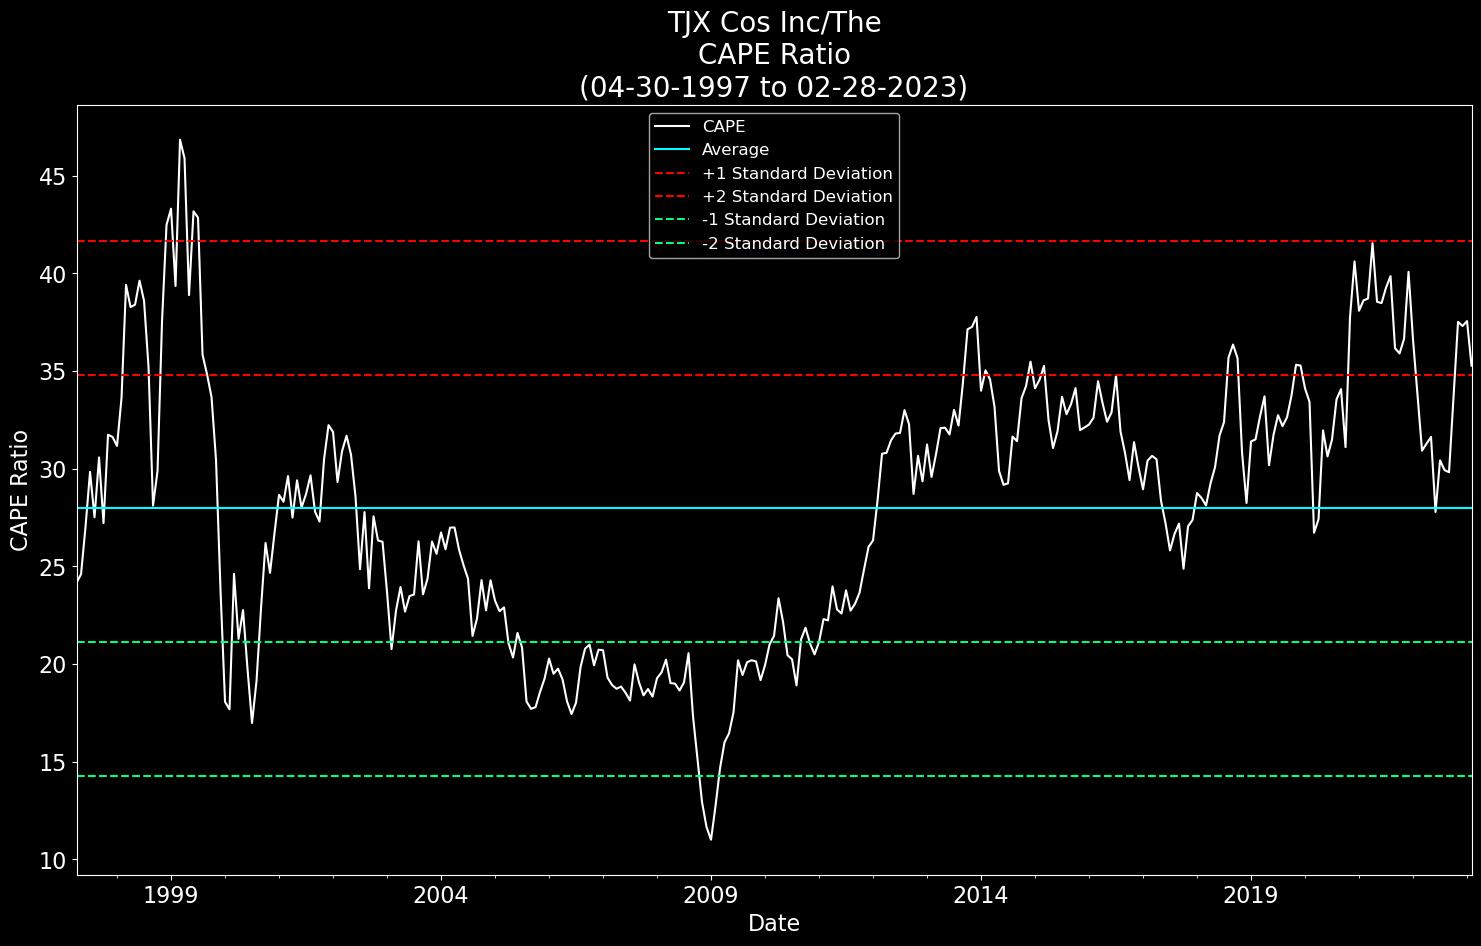 TJX Cos Inc/The
CAPE Ratio
(04-30-1997 to 02-28-2023)
CAPE
Average
+1 Standard Deviation
+2 Standard Deviation
-1 Standard Deviation
-2 Standard Deviation
CAPE Ratio
45
40
35
30
25
20
15
10
1999 2004 2009 2014 2019
Date